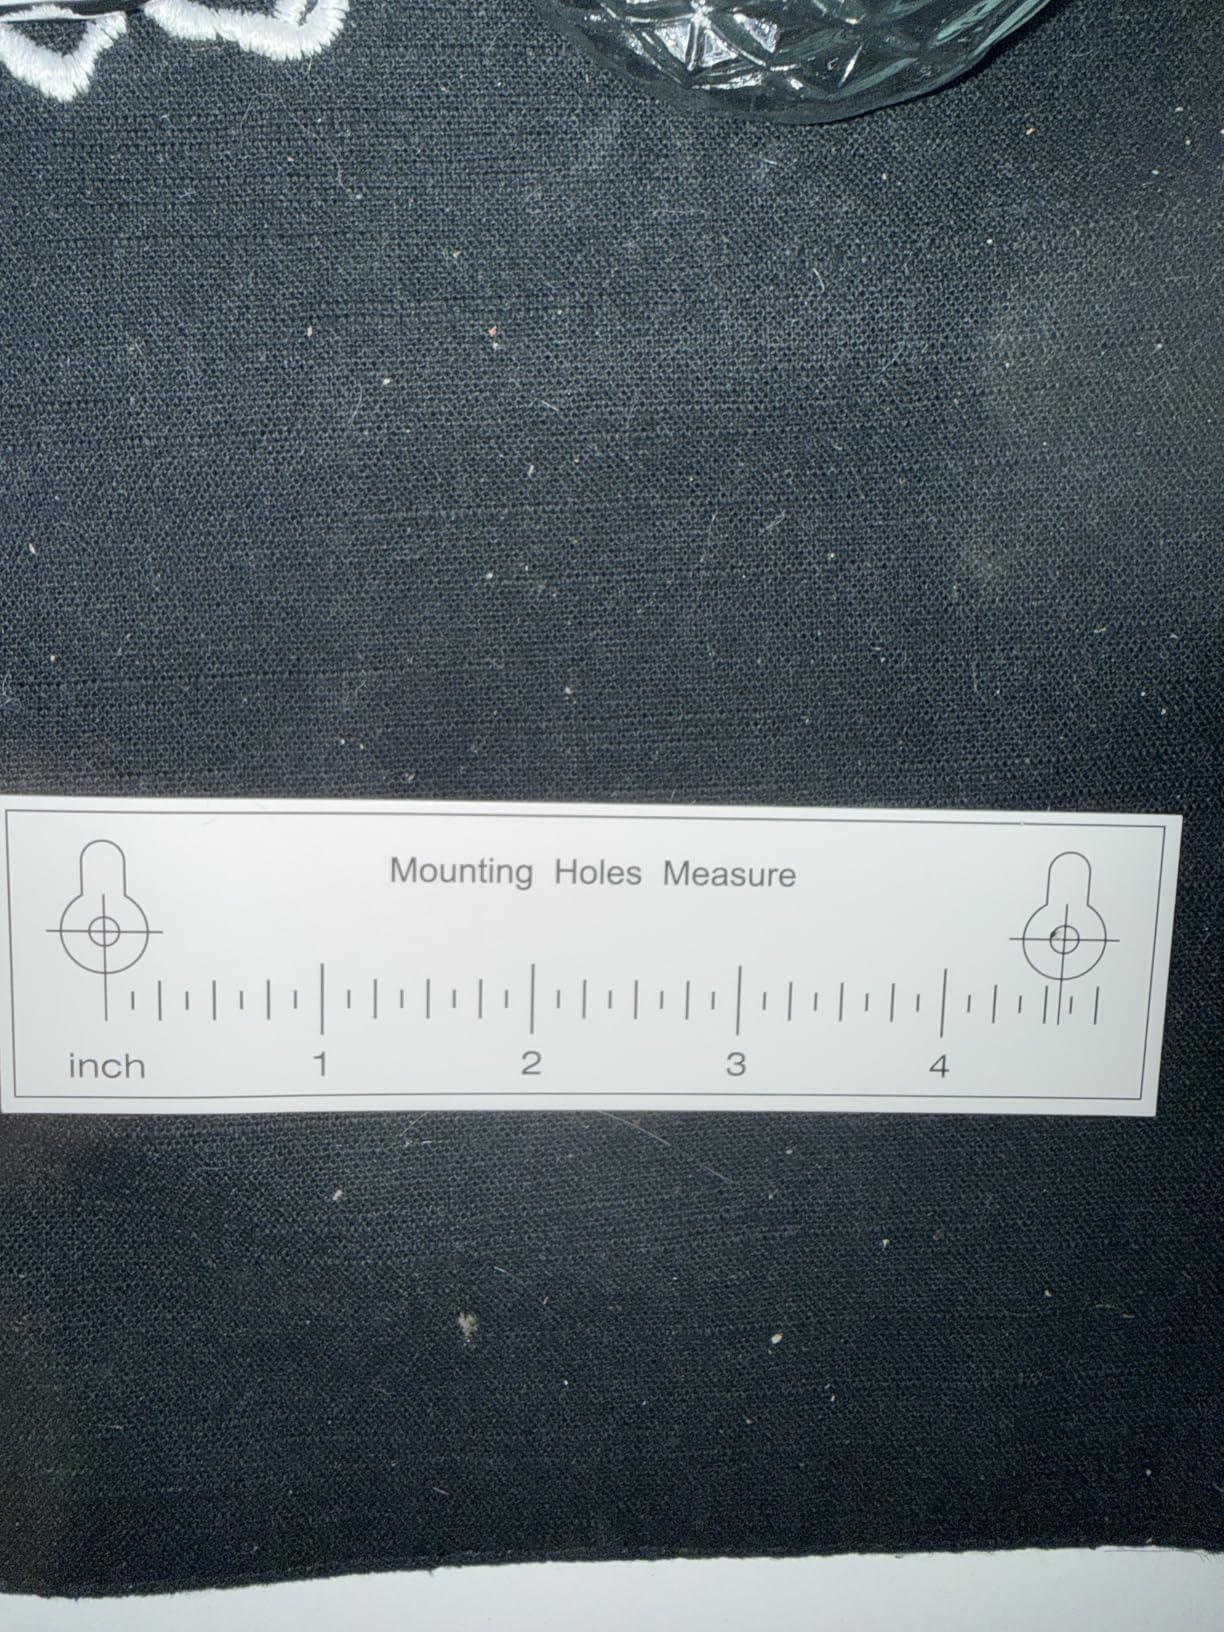 Mounting Holes Measure
inch 1 2 3 4